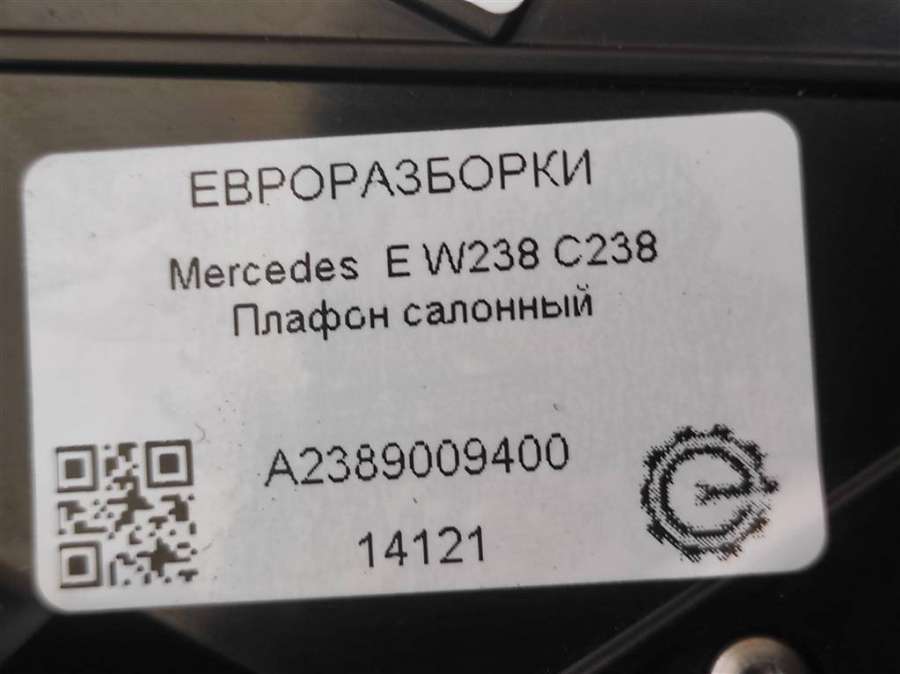 ЕВРОРАЗБОРКИ
Mercedes E W238 C238
Плафон салонный
A2389009400
14121